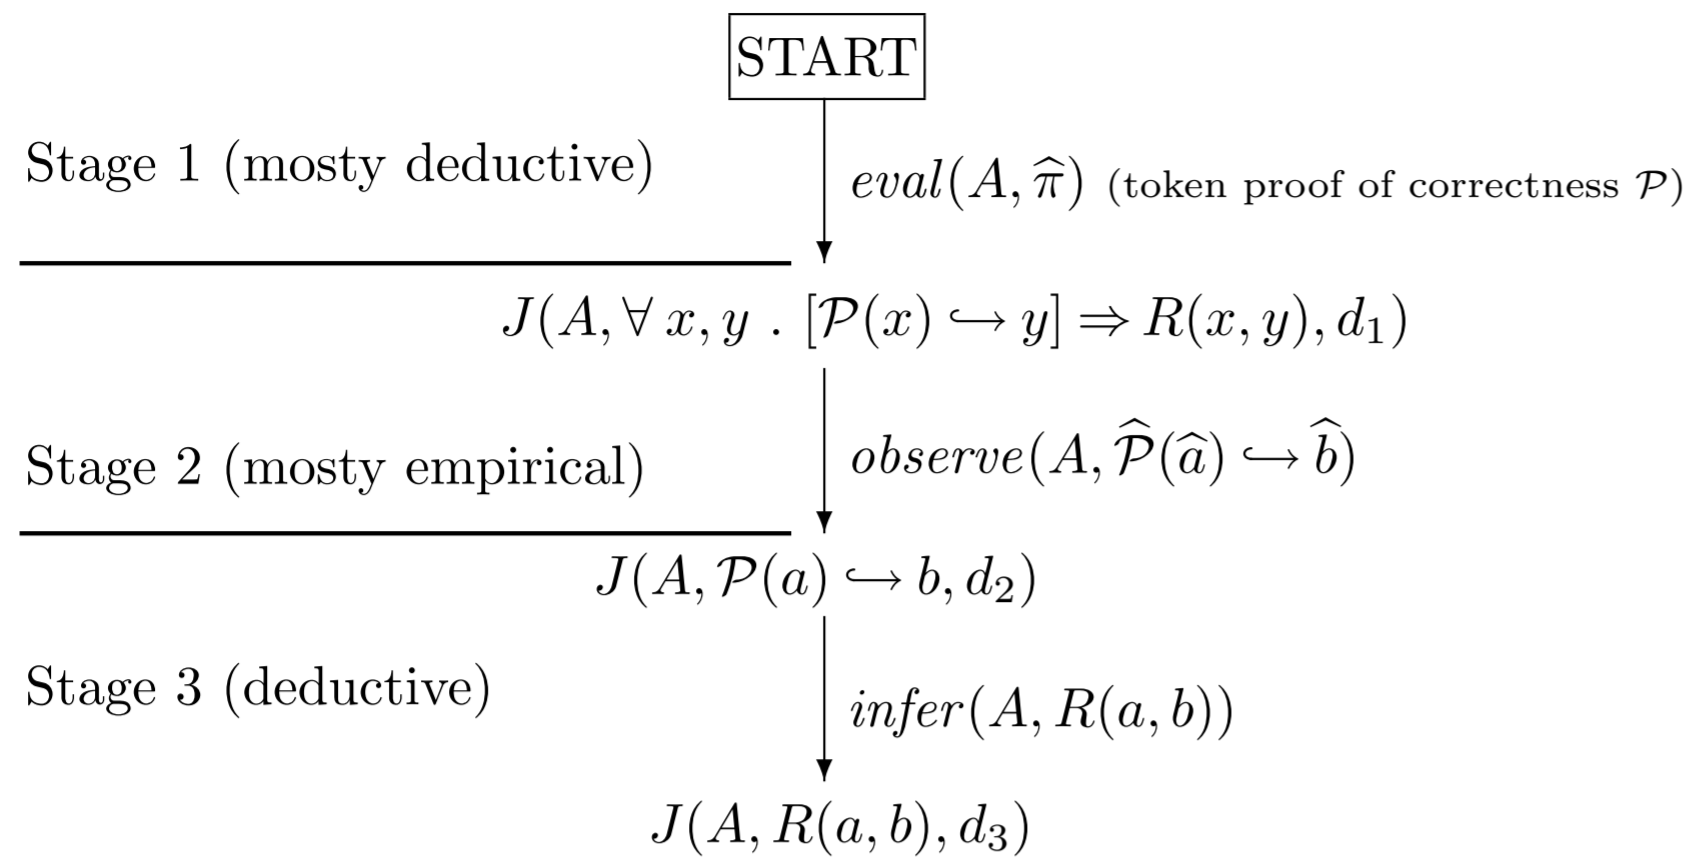 START
Stage 1 (mosty deductive)
eval(A, π̂) (token proof of correctness 𝒫)
J(A, ∀ x, y . [𝒫(x) ↪ y] ⇒ R(x, y), d₁)
Stage 2 (mosty empirical)
observe(A, 𝒫̂(â) ↪ b̂)
J(A, 𝒫(a) ↪ b, d₂)
Stage 3 (deductive)
infer(A, R(a, b))
J(A, R(a, b), d₃)